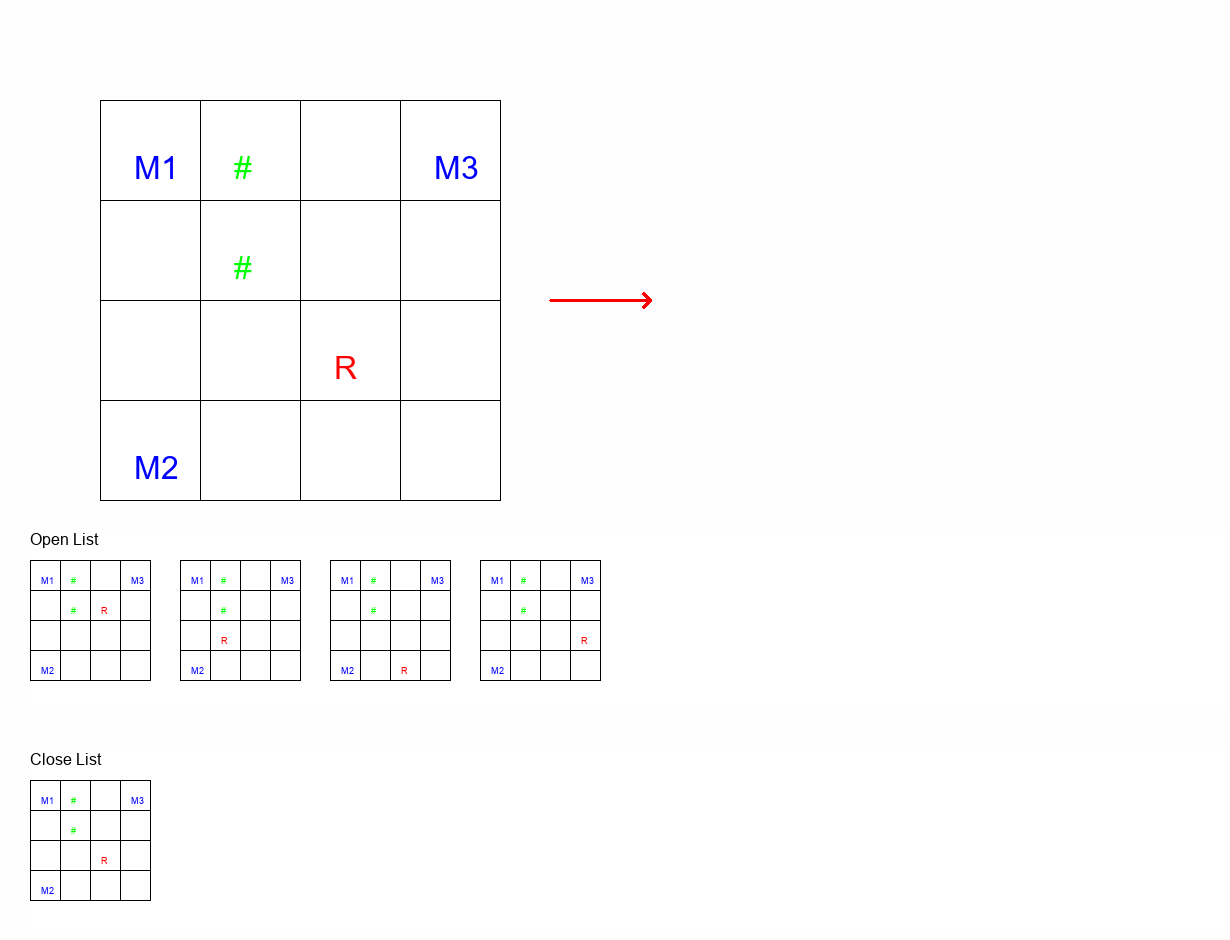 M1 # M3
#
R
M2
Open List
M1 # M3 M1 # M3 M1 # M3 M1 # M3
# R # # #
R R
M2 M2 M2 R M2
Close List
M1 # M3
#
R
M2